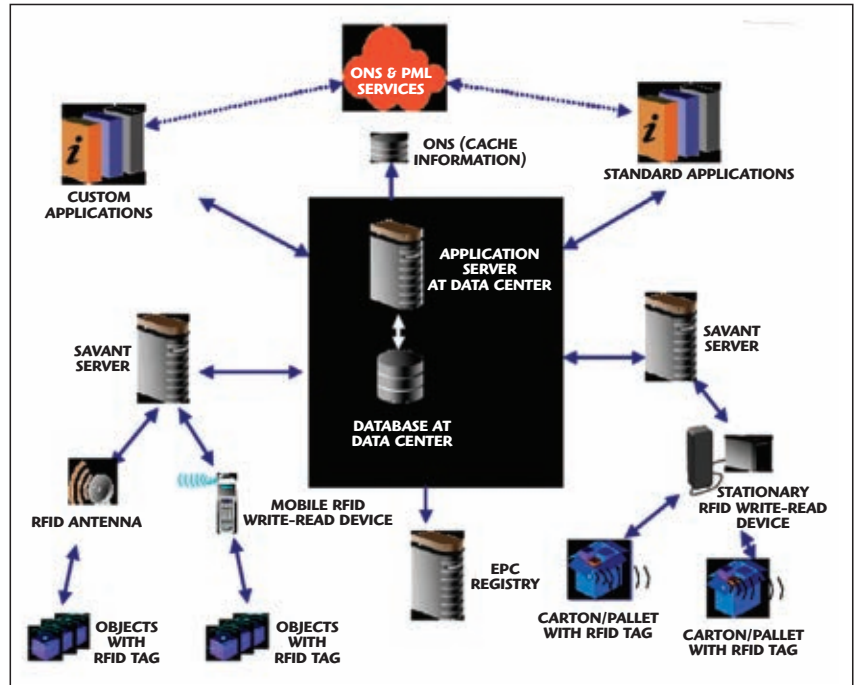 ONS & PML
SERVICES
ONS (CACHE
INFORMATION)
CUSTOM
APPLICATIONS
STANDARD APPLICATIONS
APPLICATION
SERVER
AT DATA CENTER
SAVANT
SERVER
SAVANT
SERVER
DATABASE AT
DATA CENTER
RFID ANTENNA
MOBILE RFID
WRITE-READ DEVICE
STATIONARY
RFID WRITE-READ
DEVICE
EPC
REGISTRY
OBJECTS
WITH
RFID TAG
OBJECTS
WITH
RFID TAG
CARTON/PALLET
WITH RFID TAG
CARTON/PALLET
WITH RFID TAG